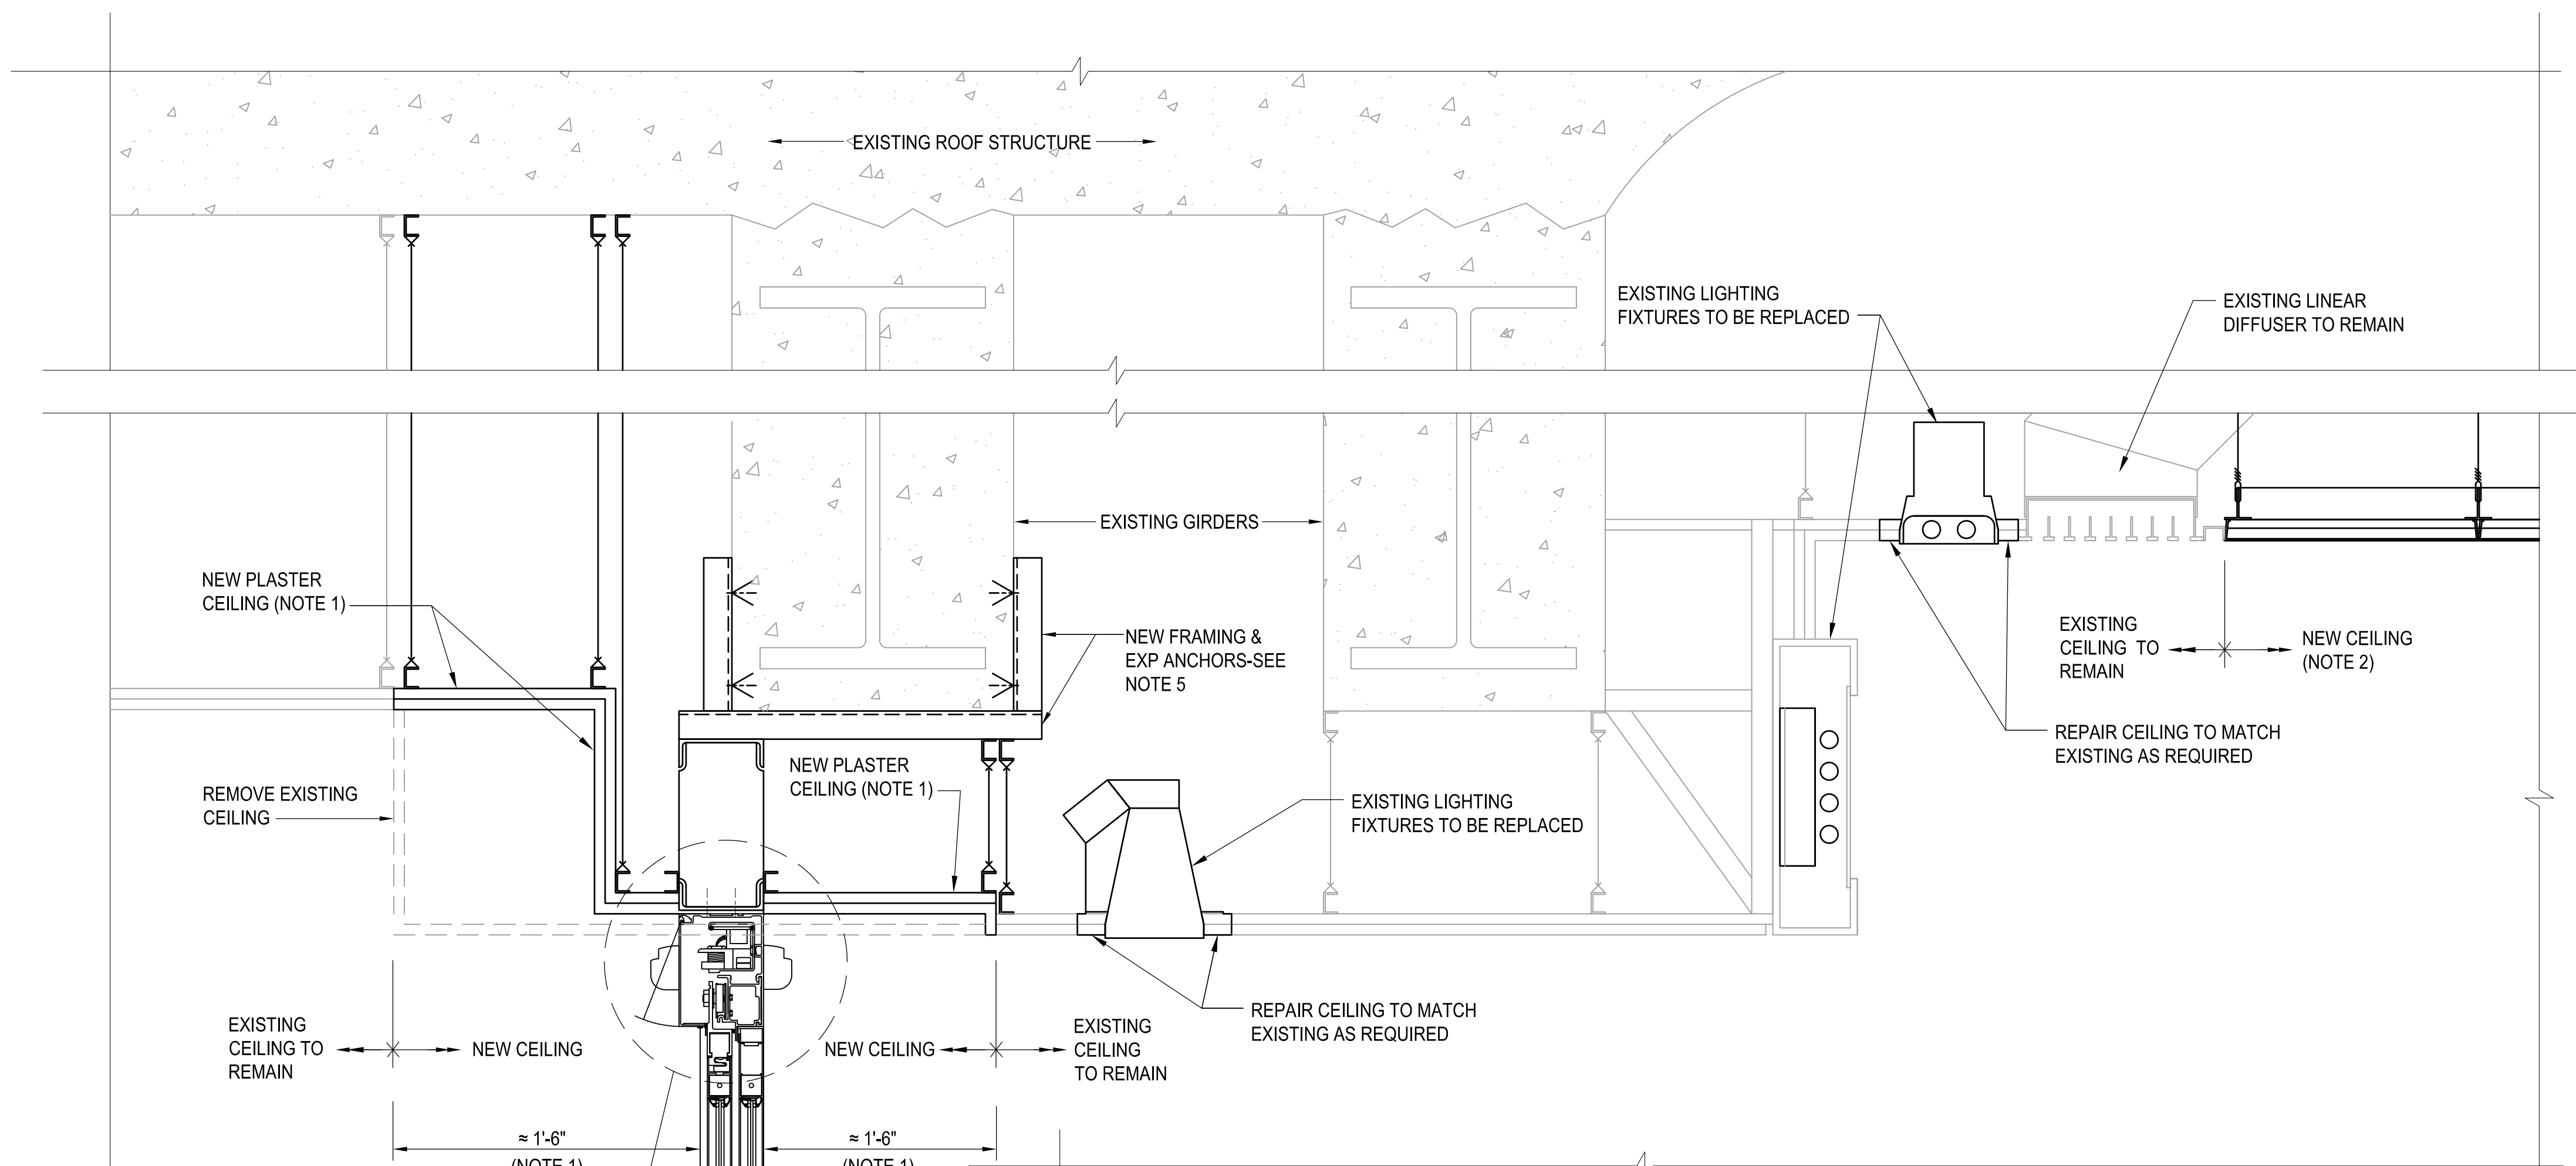 EXISTING ROOF STRUCTURE
EXISTING LIGHTING
FIXTURES TO BE REPLACED
EXISTING LINEAR
DIFFUSER TO REMAIN
EXISTING GIRDERS
NEW PLASTER
CEILING (NOTE 1)
NEW FRAMING &
EXP ANCHORS-SEE
NOTE 5
EXISTING
CEILING TO
REMAIN
NEW CEILING
(NOTE 2)
REPAIR CEILING TO MATCH
EXISTING AS REQUIRED
REMOVE EXISTING
CEILING
NEW PLASTER
CEILING (NOTE 1)
EXISTING LIGHTING
FIXTURES TO BE REPLACED
REPAIR CEILING TO MATCH
EXISTING AS REQUIRED
EXISTING
CEILING TO
REMAIN
NEW CEILING
NEW CEILING
EXISTING
CEILING
TO REMAIN
≈ 1'-6"
(NOTE 1)
≈ 1'-6"
(NOTE 1)